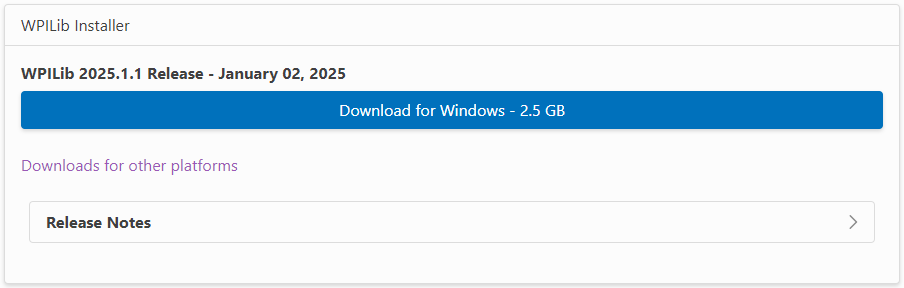 WPILib Installer
WPILib 2025.1.1 Release - January 02, 2025
Download for Windows - 2.5 GB
Downloads for other platforms
Release Notes